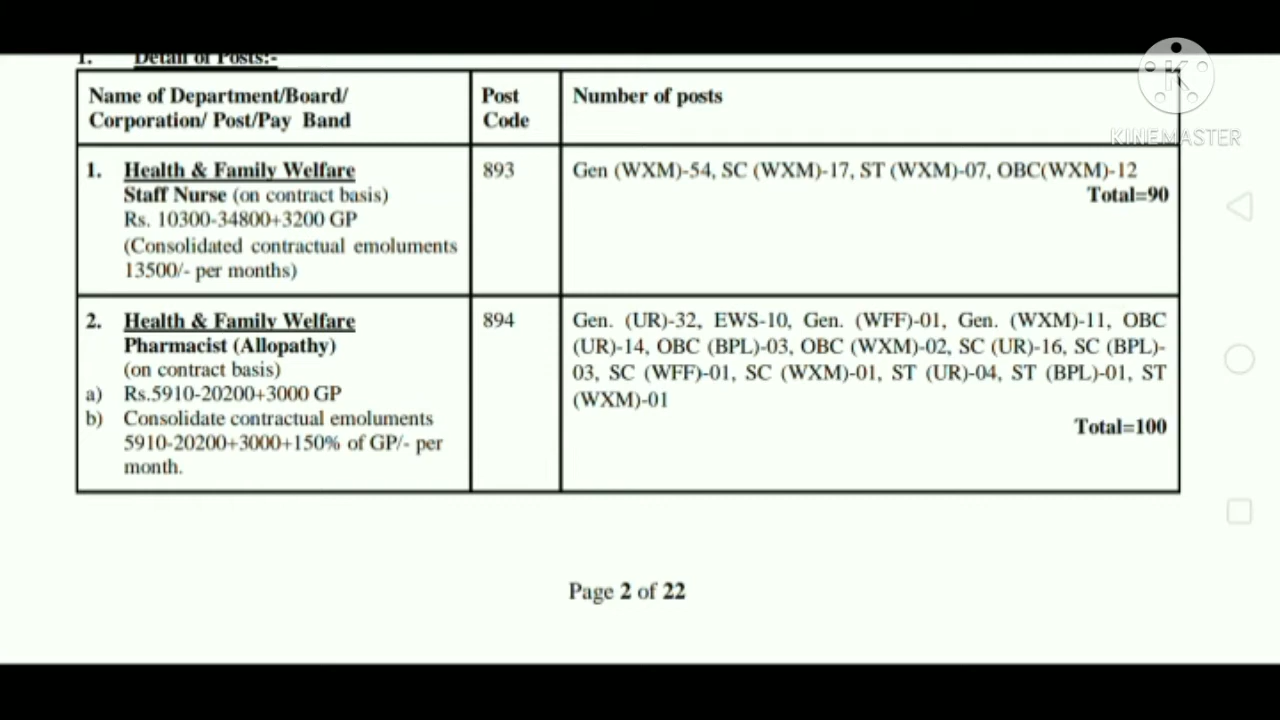 1. Detail of Posts:-
KINEMASTER
Name of Department/Board/
Corporation/ Post/Pay Band
Post
Code
Number of posts
1. Health & Family Welfare
Staff Nurse (on contract basis)
Rs. 10300-34800+3200 GP
(Consolidated contractual emoluments
13500/- per months)
893
Gen (WXM)-54, SC (WXM)-17, ST (WXM)-07, OBC(WXM)-12
Total=90
2. Health & Family Welfare
Pharmacist (Allopathy)
(on contract basis)
a) Rs.5910-20200+3000 GP
b) Consolidate contractual emoluments
5910-20200+3000+150% of GP/- per
month.
894
Gen. (UR)-32, EWS-10, Gen. (WFF)-01, Gen. (WXM)-11, OBC
(UR)-14, OBC (BPL)-03, OBC (WXM)-02, SC (UR)-16, SC (BPL)-
03, SC (WFF)-01, SC (WXM)-01, ST (UR)-04, ST (BPL)-01, ST
(WXM)-01
Total=100
Page 2 of 22